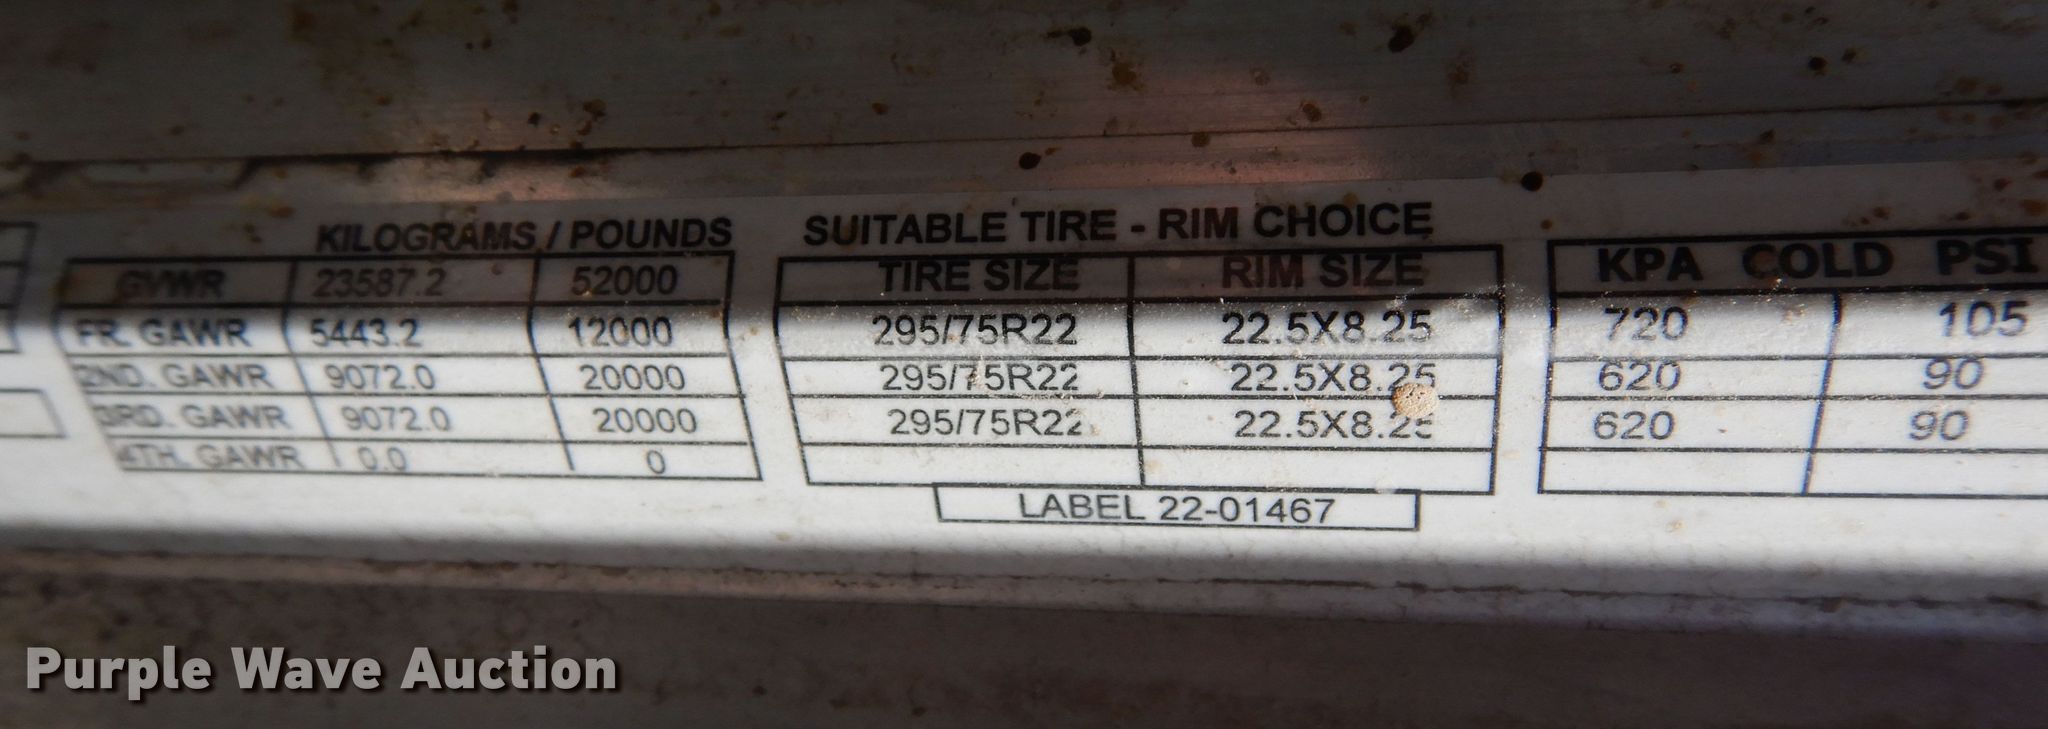 KILOGRAMS / POUNDS
GVWR 23587.2 52000
FR. GAWR 5443.2 12000
2ND. GAWR 9072.0 20000
3RD. GAWR 9072.0 20000
4TH. GAWR 0.0 0
SUITABLE TIRE - RIM CHOICE
TIRE SIZE RIM SIZE
295/75R22 22.5X8.25
295/75R22 22.5X8.25
295/75R22 22.5X8.25
LABEL 22-01467
KPA COLD PSI
720 105
620 90
620 90
Purple Wave Auction